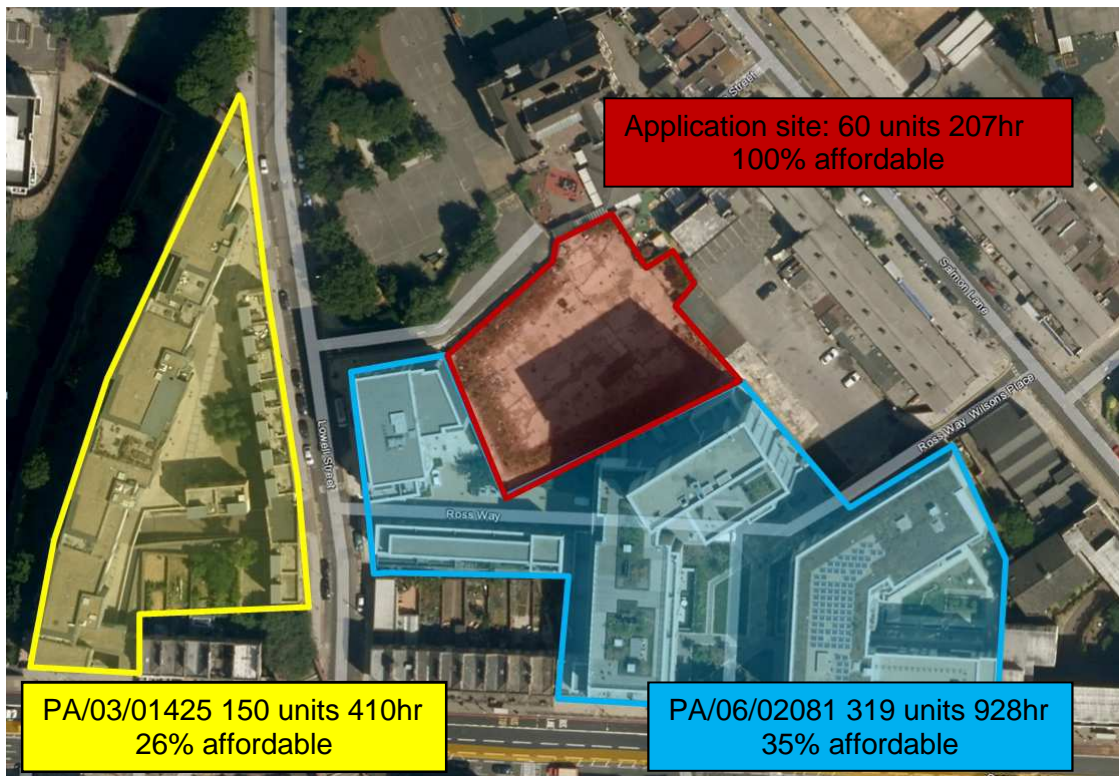 Street
Application site: 60 units 207hr
100% affordable
Salmon Lane
Ross Way Wilsons Place
Lowell Street
Ross Way
PA/03/01425 150 units 410hr
26% affordable
PA/06/02081 319 units 928hr
35% affordable